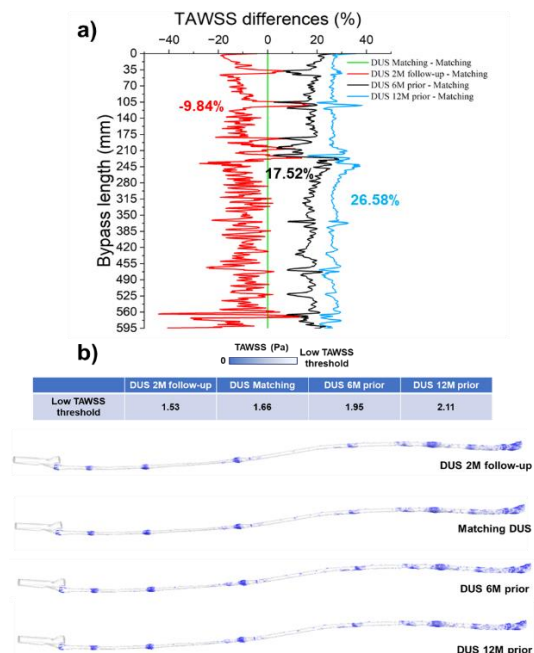 a)
TAWSS differences (%)
−40 −20 0 20 40
DUS Matching - Matching
DUS 2M follow-up - Matching
DUS 6M prior - Matching
DUS 12M prior - Matching
Bypass length (mm)
0
35
70
105
140
175
210
245
280
315
350
385
420
455
490
525
560
595
-9.84%
17.52%
26.58%
b)
TAWSS (Pa)
0 Low TAWSS
threshold
DUS 2M follow-up DUS Matching DUS 6M prior DUS 12M prior
Low TAWSS
threshold
1.53 1.66 1.95 2.11
DUS 2M follow-up
Matching DUS
DUS 6M prior
DUS 12M prior